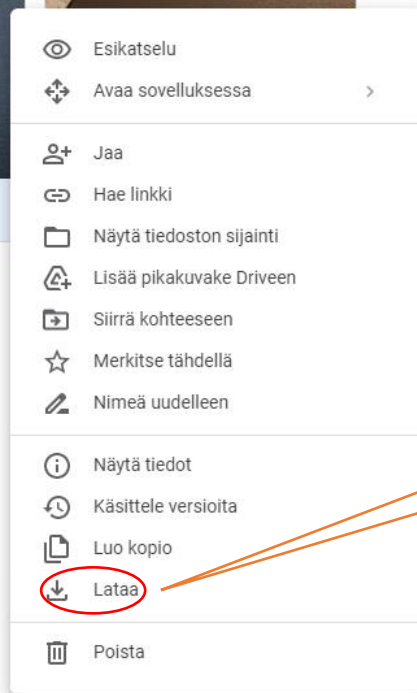 Esikatselu
Avaa sovelluksessa
Jaa
Hae linkki
Näytä tiedoston sijainti
Lisää pikakuvake Driveen
Siirrä kohteeseen
Merkitse tähdellä
Nimeä uudelleen
Näytä tiedot
Käsittele versioita
Luo kopio
Lataa
Poista